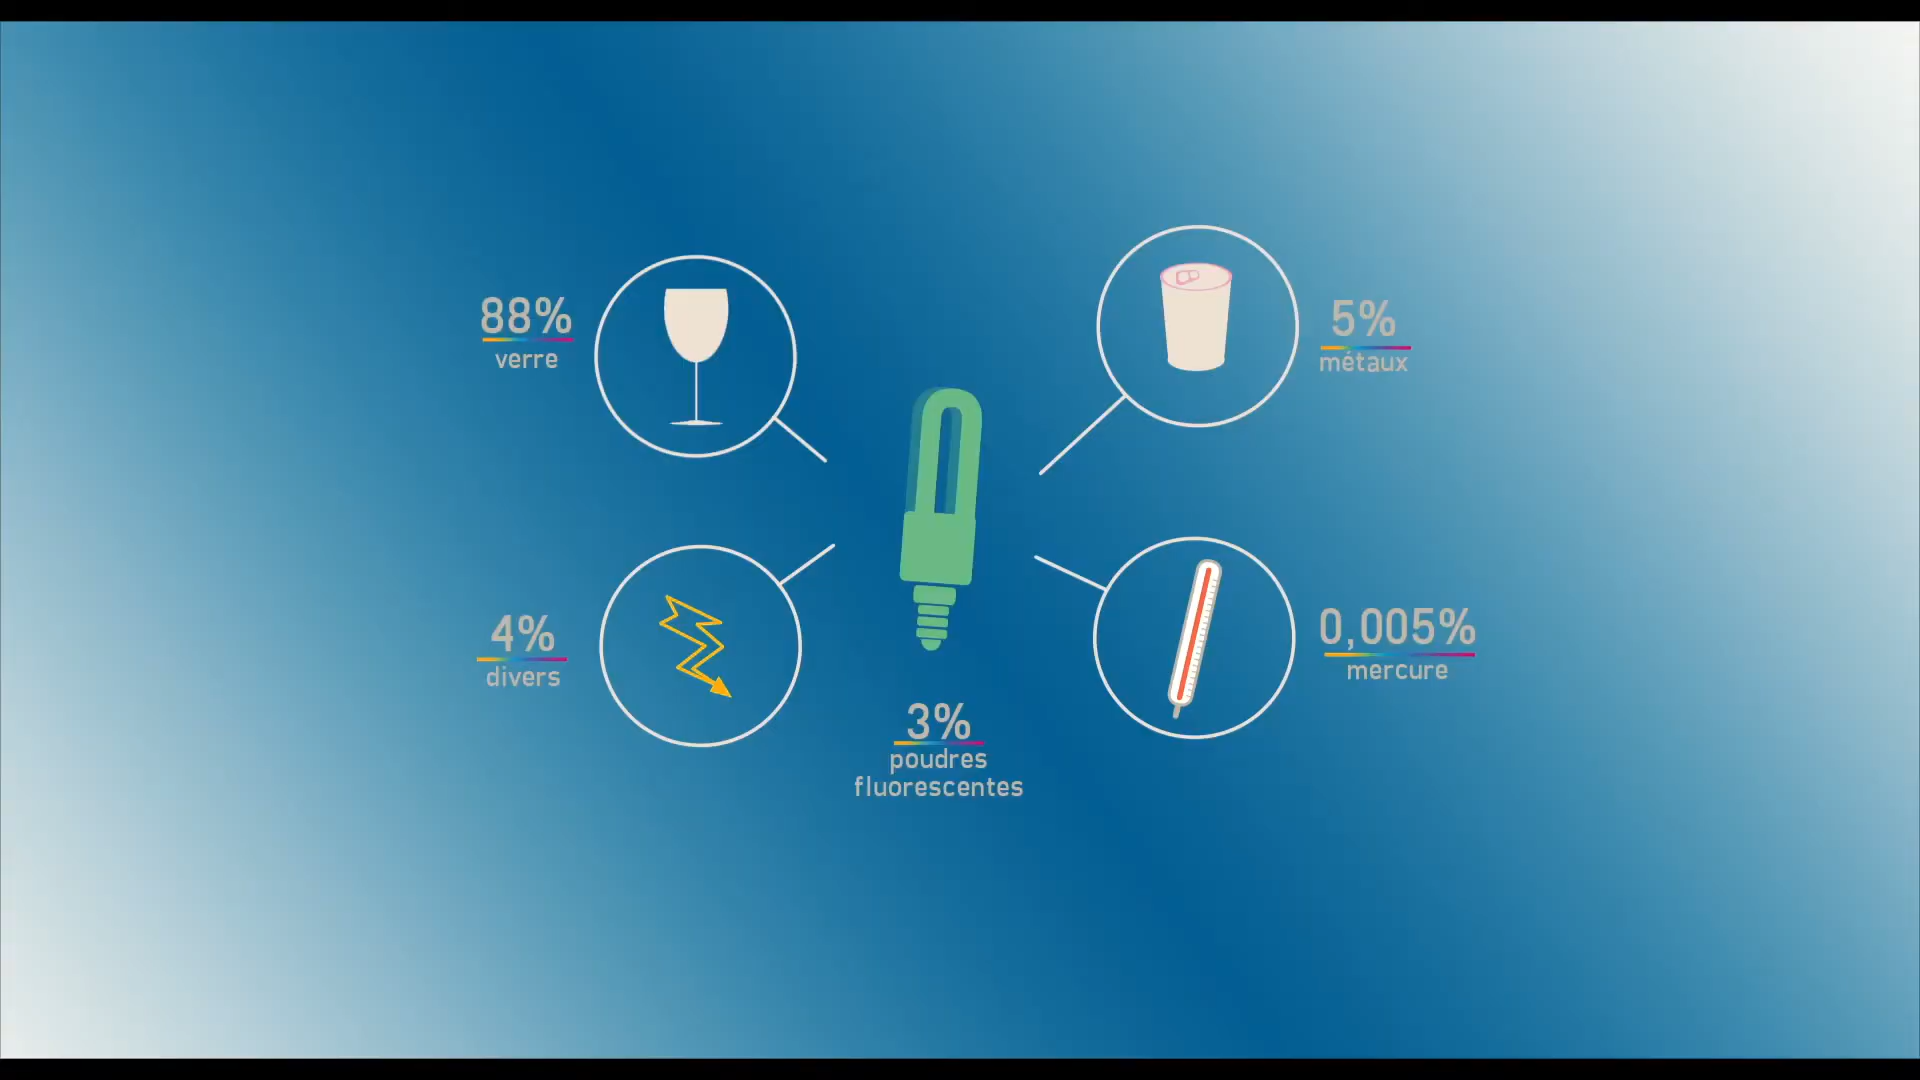 88%
verre
5%
métaux
4%
divers
0,005%
mercure
3%
poudres
fluorescentes